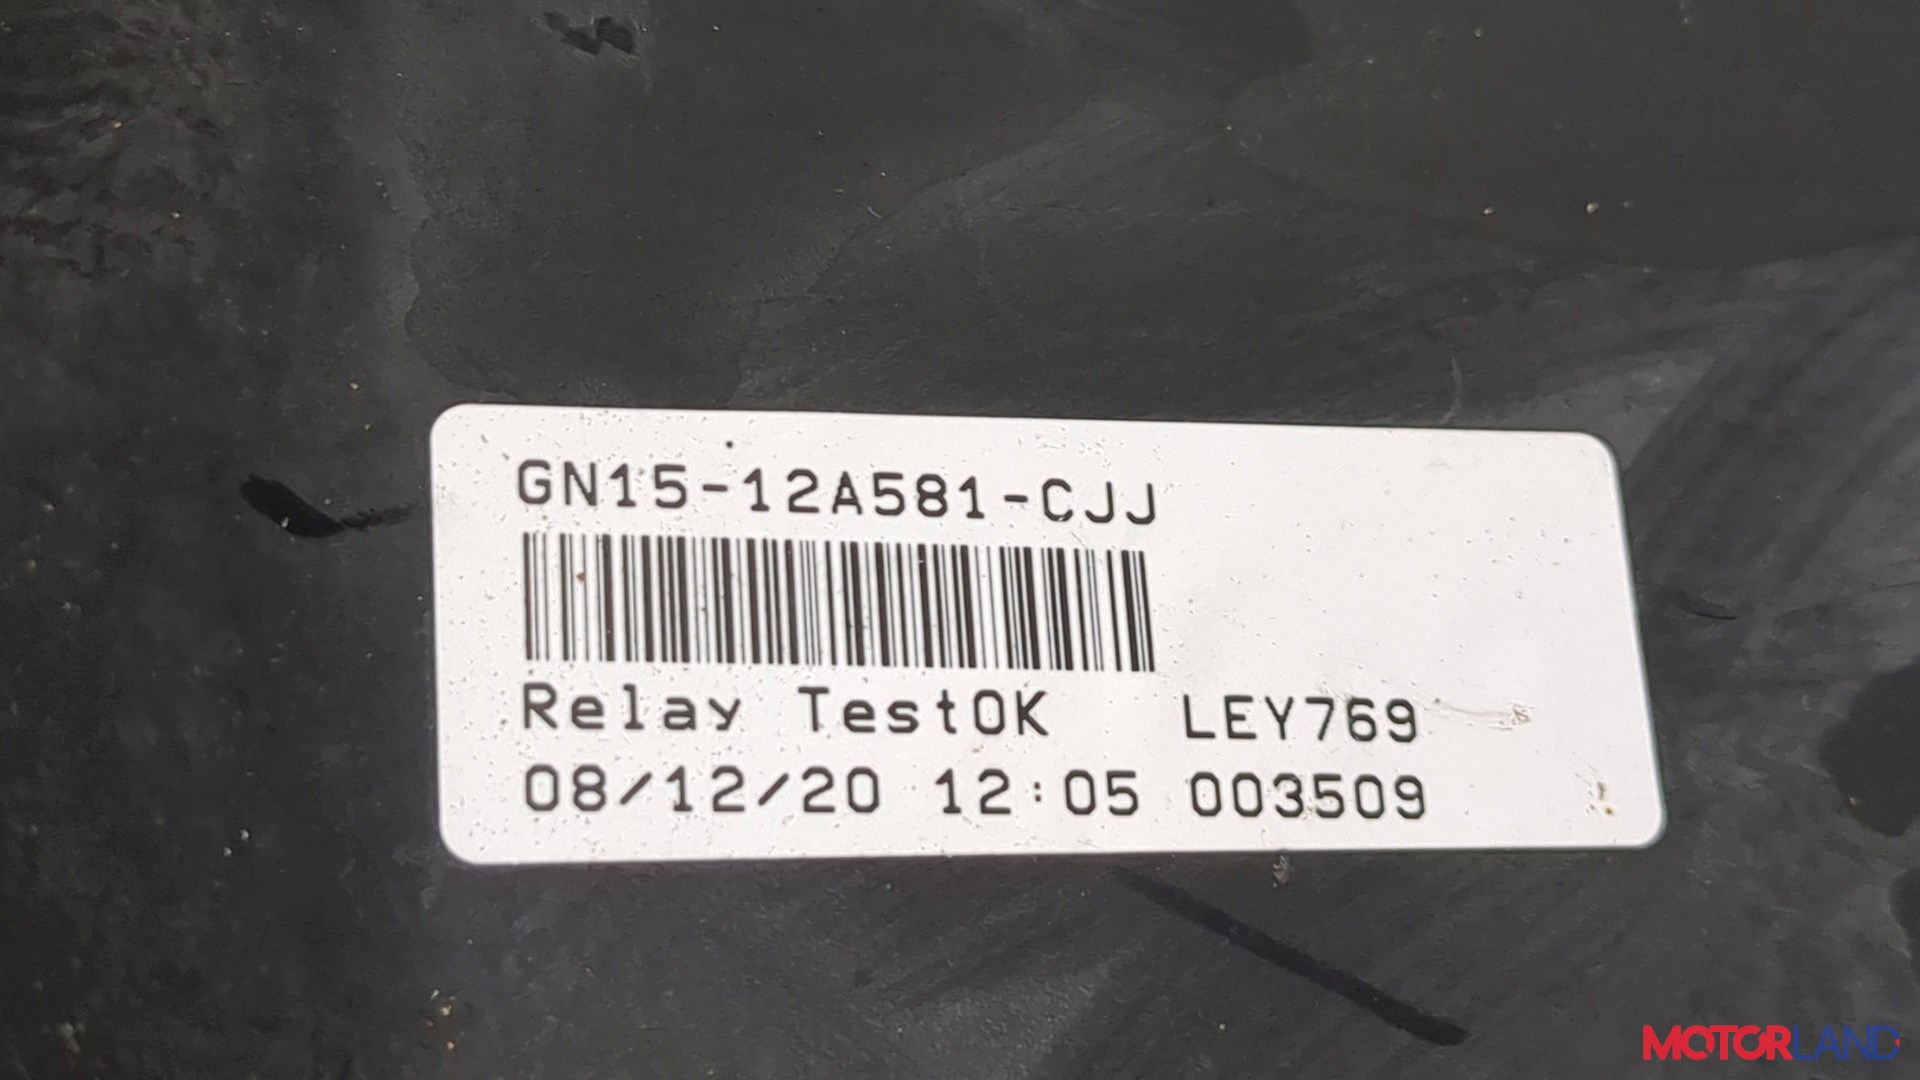 GN15-12A581-CJJ
Relay TestOK LEY769
08/12/20 12:05 003509
MOTORLAND